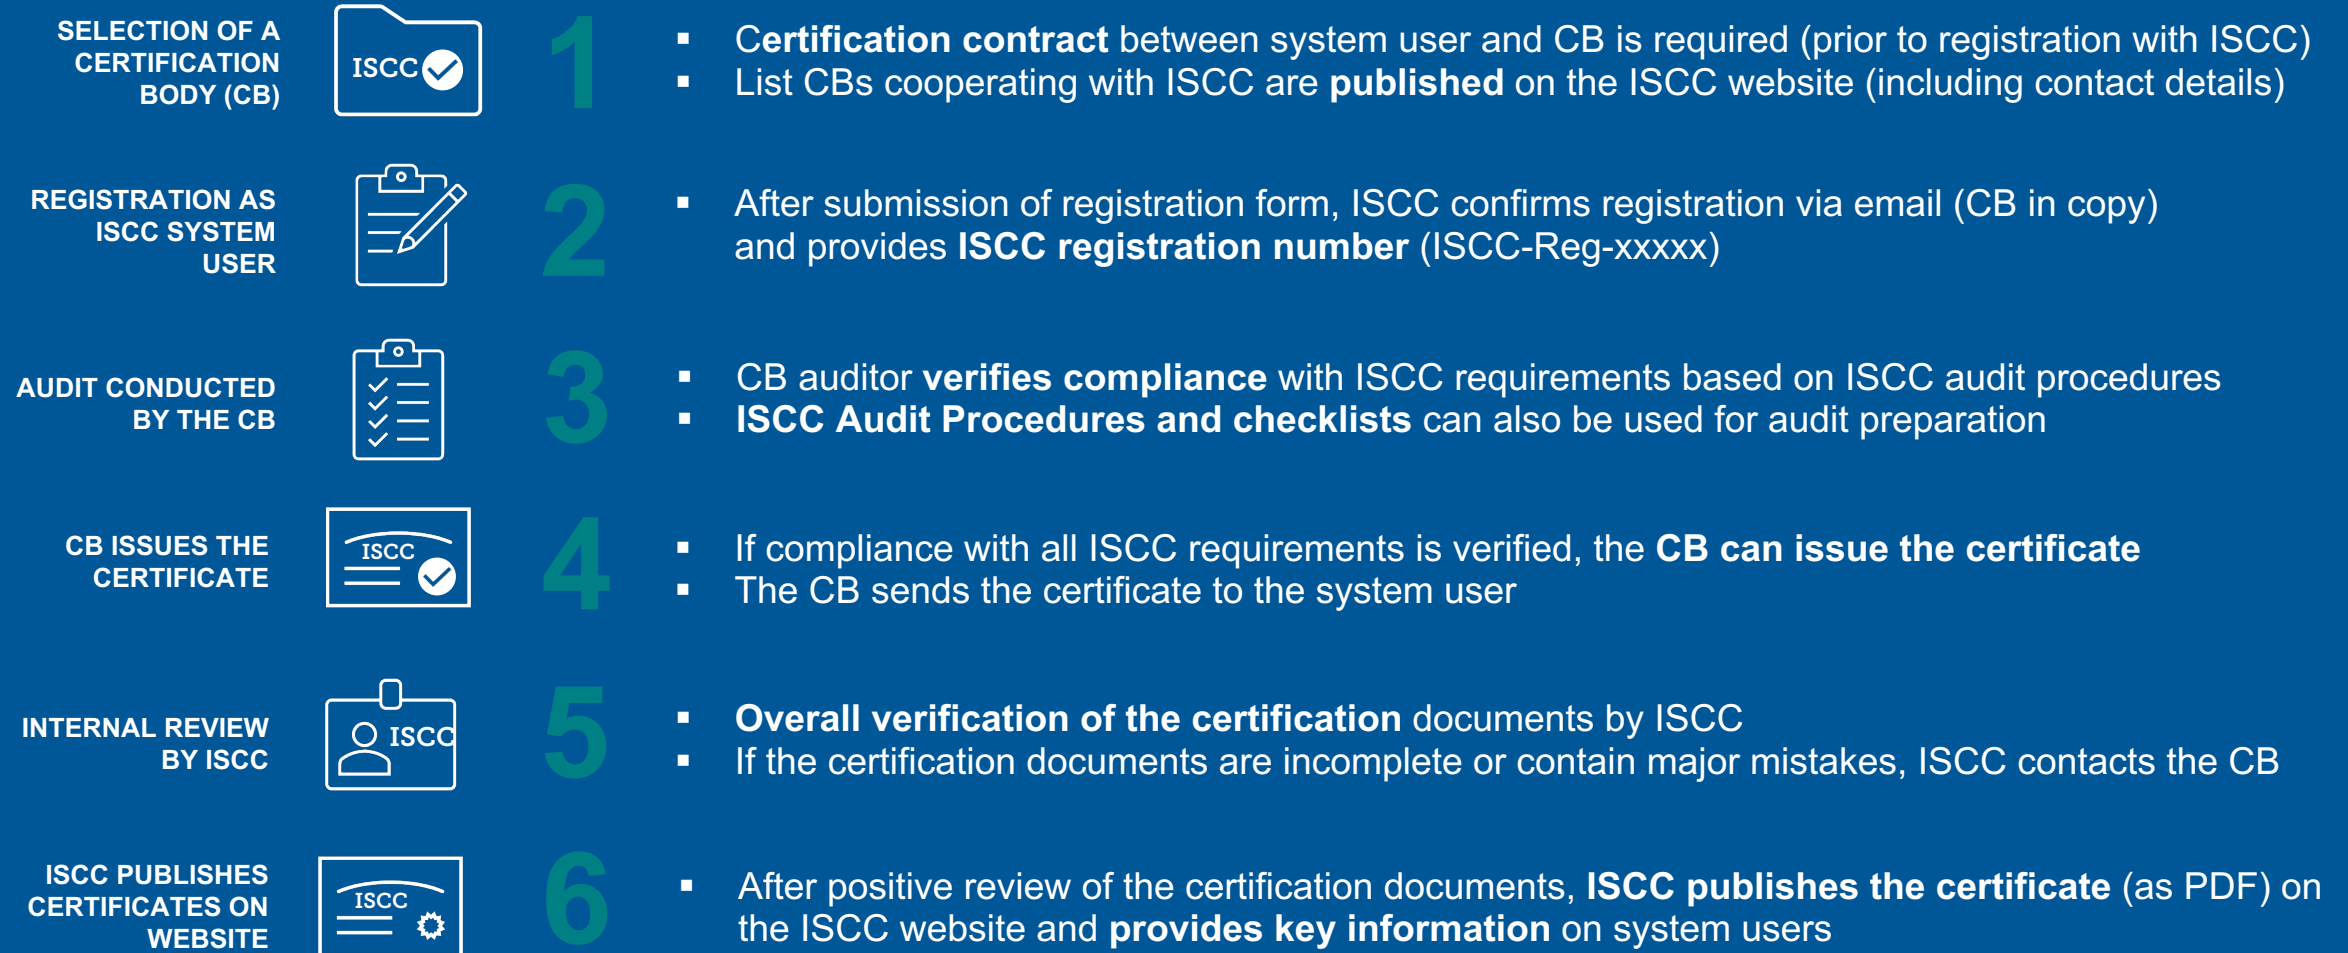 SELECTION OF A
CERTIFICATION
BODY (CB)
ISCC
1
▪ Certification contract between system user and CB is required (prior to registration with ISCC)
▪ List CBs cooperating with ISCC are published on the ISCC website (including contact details)
REGISTRATION AS
ISCC SYSTEM
USER
2
▪ After submission of registration form, ISCC confirms registration via email (CB in copy)
and provides ISCC registration number (ISCC-Reg-xxxxx)
AUDIT CONDUCTED
BY THE CB
3
▪ CB auditor verifies compliance with ISCC requirements based on ISCC audit procedures
▪ ISCC Audit Procedures and checklists can also be used for audit preparation
CB ISSUES THE
CERTIFICATE
ISCC
4
▪ If compliance with all ISCC requirements is verified, the CB can issue the certificate
▪ The CB sends the certificate to the system user
INTERNAL REVIEW
BY ISCC
ISCC
5
▪ Overall verification of the certification documents by ISCC
▪ If the certification documents are incomplete or contain major mistakes, ISCC contacts the CB
ISCC PUBLISHES
CERTIFICATES ON
WEBSITE
ISCC
6
▪ After positive review of the certification documents, ISCC publishes the certificate (as PDF) on
the ISCC website and provides key information on system users